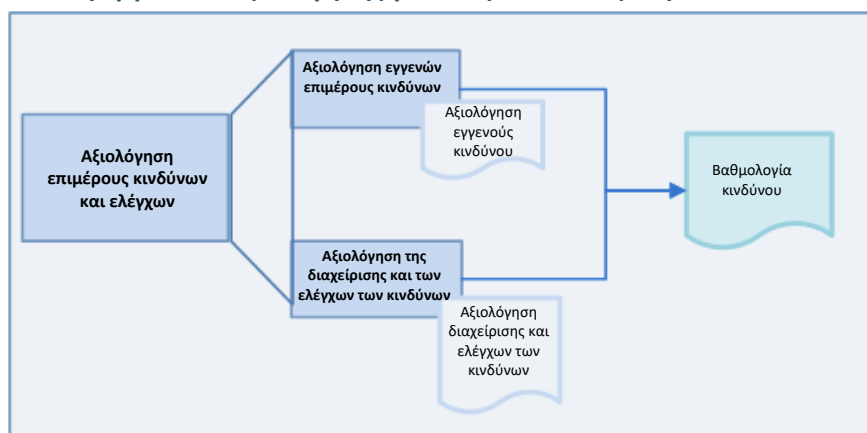 Αξιολόγηση
επιμέρους κινδύνων
και ελέγχων
Αξιολόγηση εγγενών
επιμέρους κινδύνων
Αξιολόγηση
εγγενούς
κινδύνου
Αξιολόγηση της
διαχείρισης και των
ελέγχων των κινδύνων
Αξιολόγηση
διαχείρισης και
ελέγχων των
κινδύνων
Βαθμολογία
κινδύνου